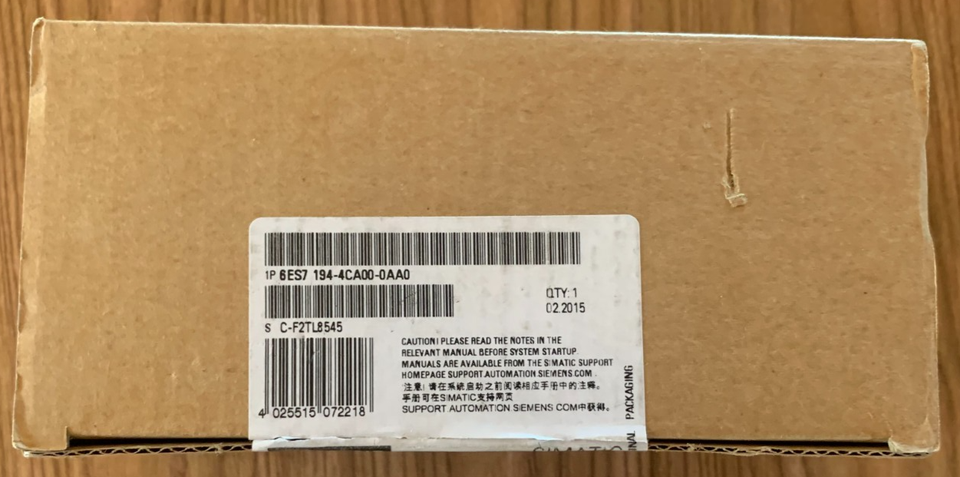 1P 6ES7 194-4CA00-0AA0
S C-F2TL8545
QTY: 1
02.2015
CAUTION! PLEASE READ THE NOTES IN THE
RELEVANT MANUAL BEFORE SYSTEM STARTUP.
MANUALS ARE AVAILABLE FROM THE SIMATIC SUPPORT
HOMEPAGE SUPPORT.AUTOMATION.SIEMENS.COM .
注意! 请在系统启动之前阅读相应手册中的注释。
手册可在SIMATIC支持网页
SUPPORT AUTOMATION SIEMENS COM中获得。
4 025515 072218
PACKAGING